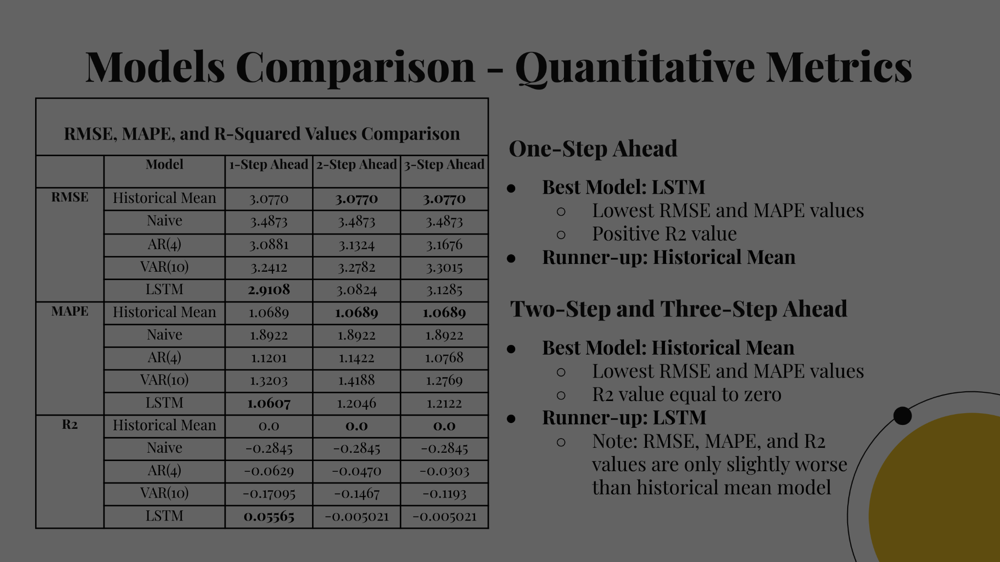 Models Comparison - Quantitative Metrics
RMSE, MAPE, and R-Squared Values Comparison
Model 1-Step Ahead 2-Step Ahead 3-Step Ahead
RMSE Historical Mean 3.0770 3.0770 3.0770
Naive 3.4873 3.4873 3.4873
AR(4) 3.0881 3.1324 3.1676
VAR(10) 3.2412 3.2782 3.3015
LSTM 2.9108 3.0824 3.1285
MAPE Historical Mean 1.0689 1.0689 1.0689
Naive 1.8922 1.8922 1.8922
AR(4) 1.1201 1.1422 1.0768
VAR(10) 1.3203 1.4188 1.2769
LSTM 1.0607 1.2046 1.2122
R2 Historical Mean 0.0 0.0 0.0
Naive -0.2845 -0.2845 -0.2845
AR(4) -0.0629 -0.0470 -0.0303
VAR(10) -0.17095 -0.1467 -0.1193
LSTM 0.05565 -0.005021 -0.005021
One-Step Ahead
● Best Model: LSTM
○ Lowest RMSE and MAPE values
○ Positive R2 value
● Runner-up: Historical Mean
Two-Step and Three-Step Ahead
● Best Model: Historical Mean
○ Lowest RMSE and MAPE values
○ R2 value equal to zero
● Runner-up: LSTM
○ Note: RMSE, MAPE, and R2
values are only slightly worse
than historical mean model